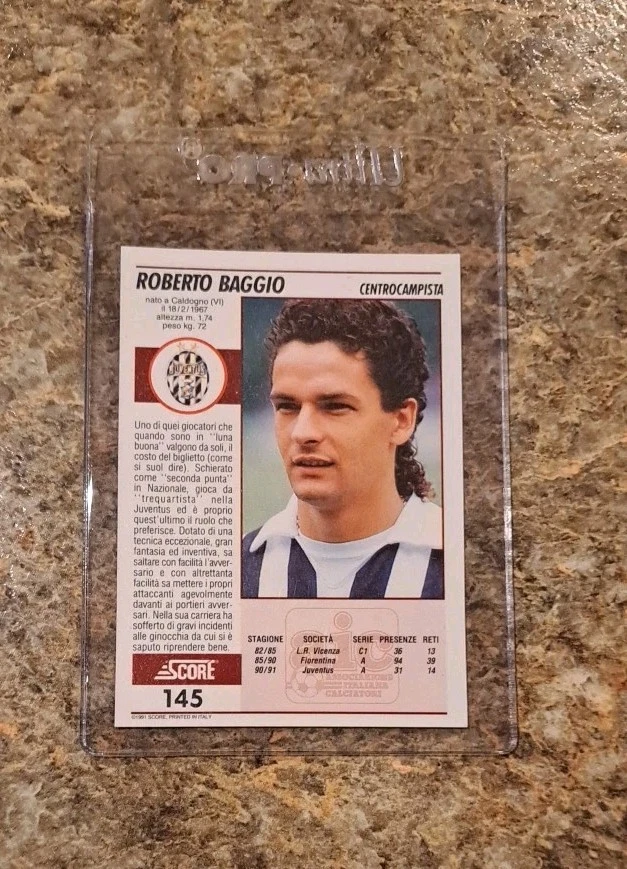 Ultra·PRO®
ROBERTO BAGGIO
CENTROCAMPISTA
nato a Caldogno (VI)
il 18/2/1967
altezza m. 1,74
peso kg. 72
JUVENTUS
Uno di quei giocatori che
quando sono in "luna
buona" valgono da soli, il
costo del biglietto (come
si suol dire). Schierato
come "seconda punta"
in Nazionale, gioca da
"trequartista" nella
Juventus ed è proprio
quest'ultimo il ruolo che
preferisce. Dotato di una
tecnica eccezionale, gran
fantasia ed inventiva, sa
saltare con facilità l'avver-
sario e con altrettanta
facilità sa mettere i propri
attaccanti agevolmente
davanti ai portieri avver-
sari. Nella sua carriera ha
sofferto di gravi incidenti
alle ginocchia da cui si è
saputo riprendere bene.
STAGIONE SOCIETÀ SERIE PRESENZE RETI
82/85 L.R. Vicenza C1 36 13
85/90 Fiorentina A 94 39
90/91 Juventus A 31 14
aic
ASSOCIAZIONE
ITALIANA
CALCIATORI
SCORE
145
©1991 SCORE, PRINTED IN ITALY